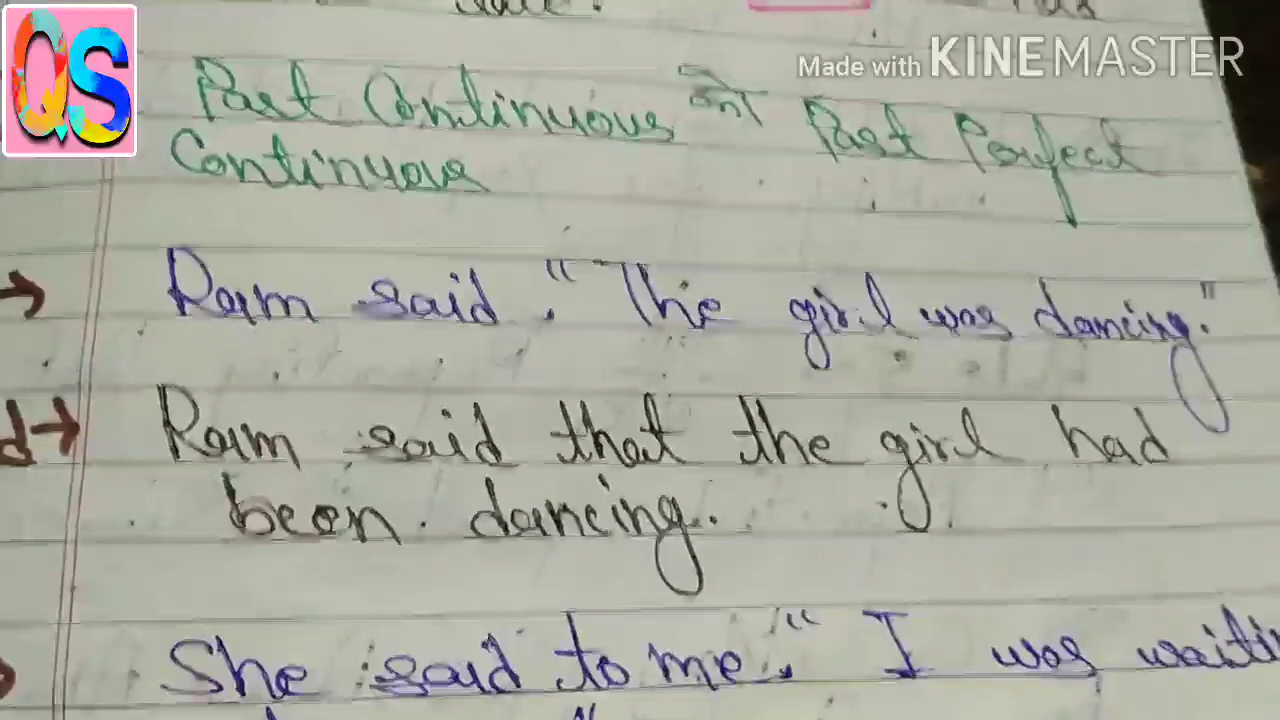 QS
Made with KINEMASTER
Past Continuous को Past Perfect
Continuous
Ram said, "The girl was dancing."
Ram said that the girl had
been dancing.
She said to me, "I was